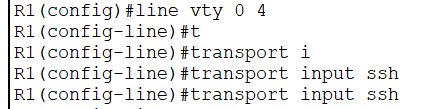 R1(config)#line vty 0 4
R1(config-line)#t
R1(config-line)#transport i
R1(config-line)#transport input ssh
R1(config-line)#transport input ssh